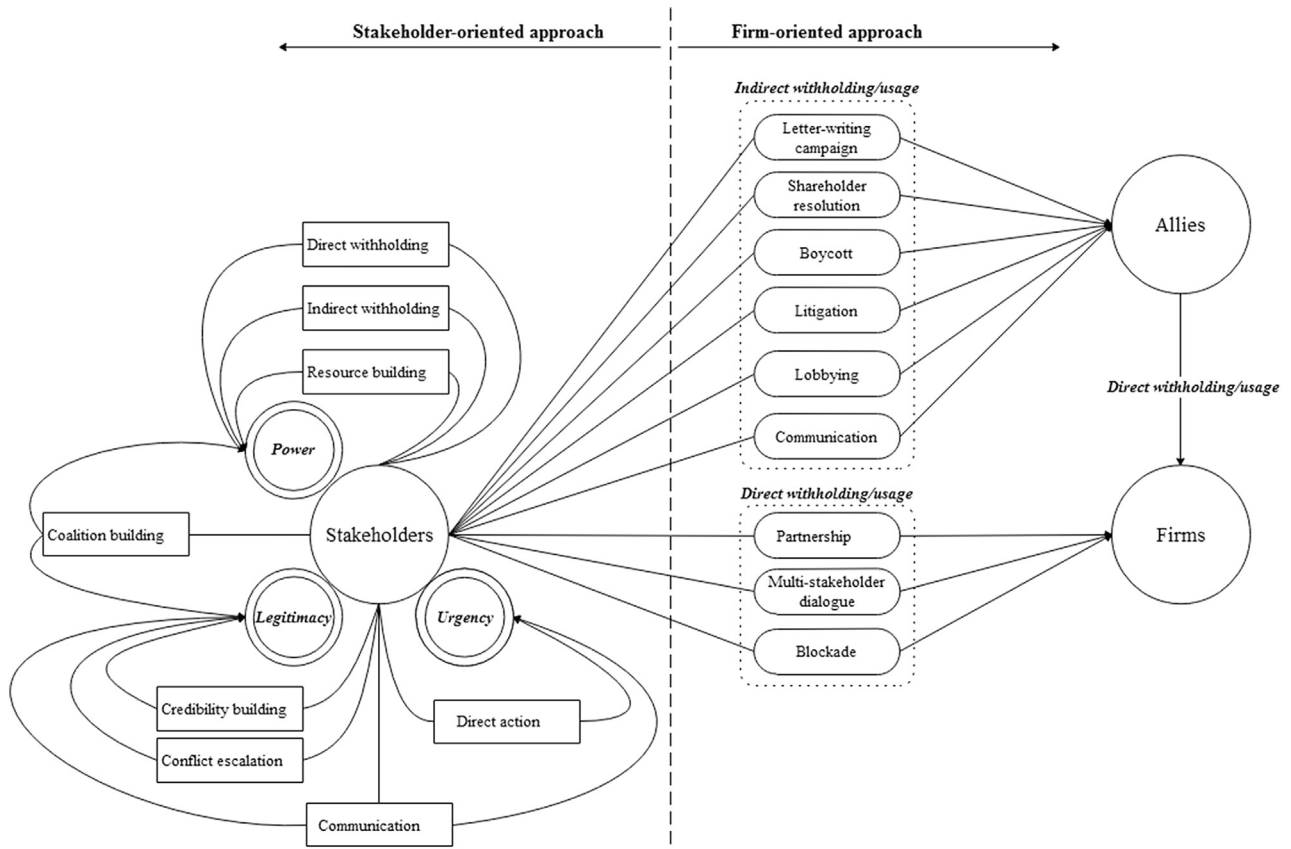 Stakeholder-oriented approach
Firm-oriented approach
Indirect withholding/usage
Letter-writing
campaign
Shareholder
resolution
Boycott
Litigation
Lobbying
Communication
Allies
Direct withholding/usage
Direct withholding
Indirect withholding
Resource building
Power
Coalition building
Stakeholders
Legitimacy
Urgency
Credibility building
Conflict escalation
Direct action
Communication
Direct withholding/usage
Partnership
Multi-stakeholder
dialogue
Blockade
Firms